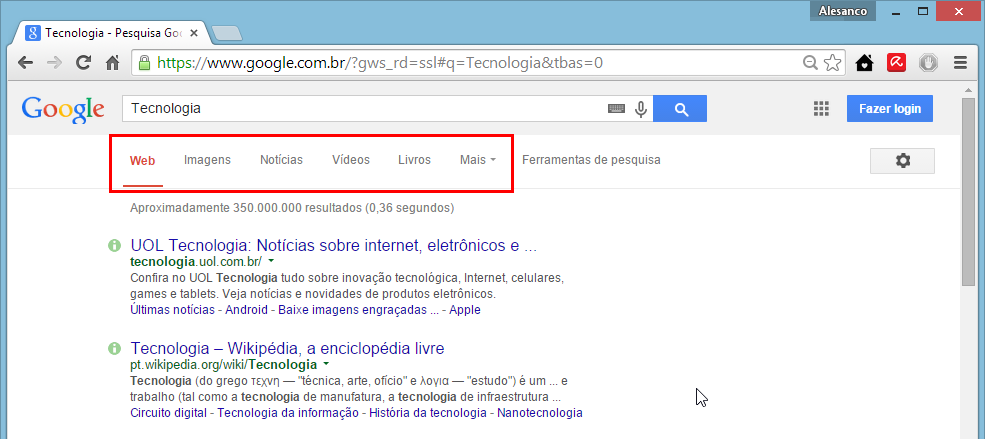 Alesanco
Tecnologia - Pesquisa Goo
https://www.google.com.br/?gws_rd=ssl#q=Tecnologia&tbas=0
Google
Tecnologia
Fazer login
Web Imagens Notícias Vídeos Livros Mais Ferramentas de pesquisa
Aproximadamente 350.000.000 resultados (0,36 segundos)
UOL Tecnologia: Notícias sobre internet, eletrônicos e ...
tecnologia.uol.com.br/
Confira no UOL Tecnologia tudo sobre inovação tecnológica, Internet, celulares,
games e tablets. Veja notícias e novidades de produtos eletrônicos.
Últimas notícias - Android - Baixe imagens engraçadas ... - Apple
Tecnologia – Wikipédia, a enciclopédia livre
pt.wikipedia.org/wiki/Tecnologia
Tecnologia (do grego τεχνη — "técnica, arte, ofício" e λογια — "estudo") é um ... e
trabalho (tal como a tecnologia de manufatura, a tecnologia de infraestrutura ...
Circuito digital - Tecnologia da informação - História da tecnologia - Nanotecnologia